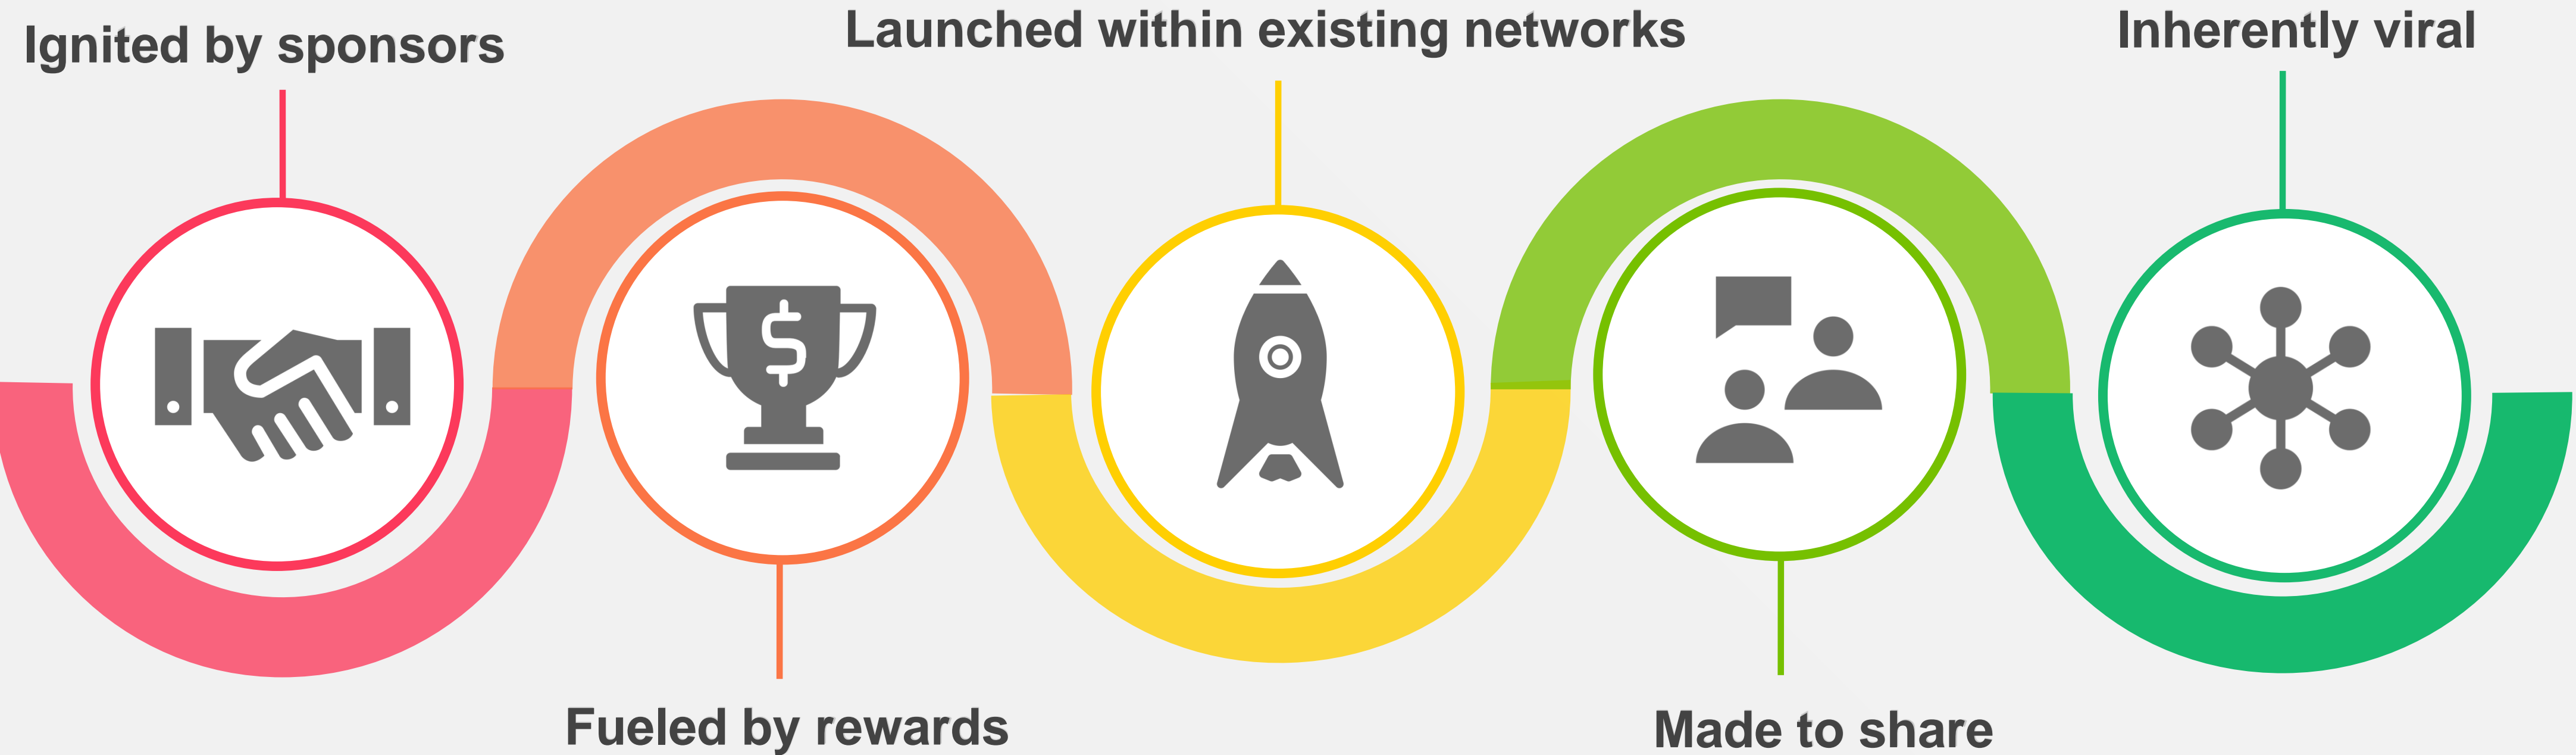 Ignited by sponsors
Fueled by rewards
Launched within existing networks
Made to share
Inherently viral
$